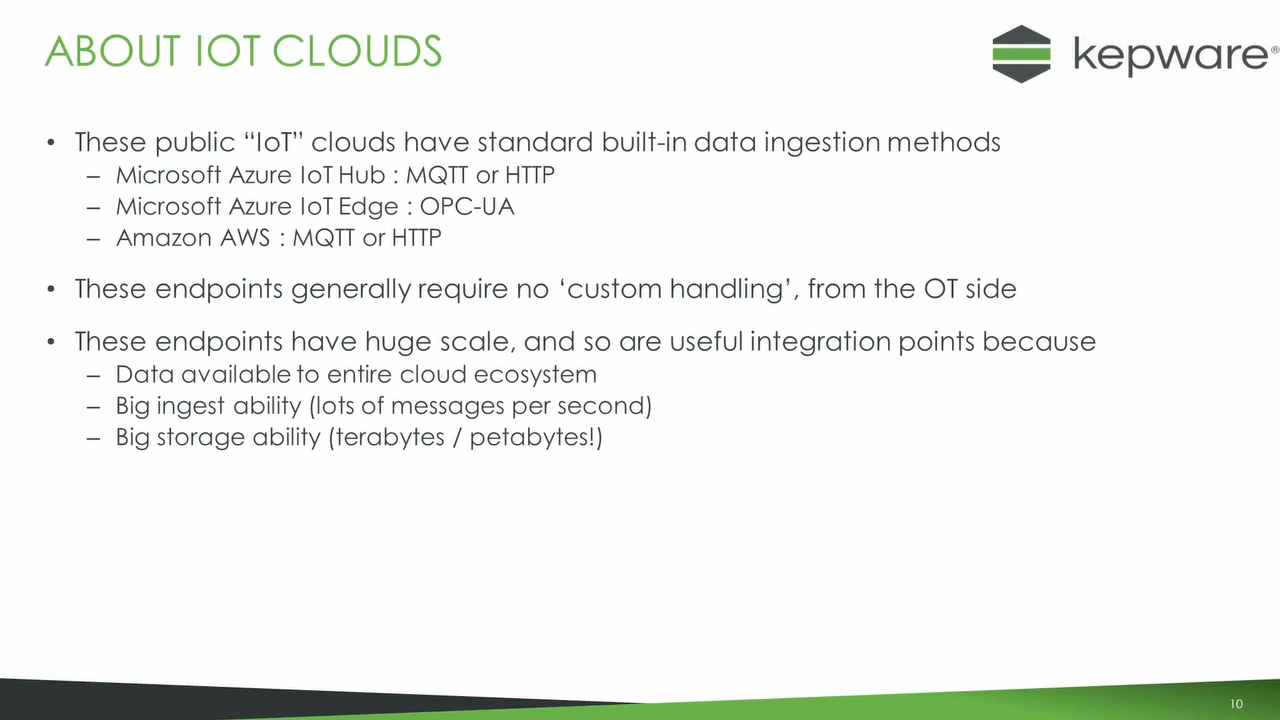 ABOUT IOT CLOUDS
kepware®
• These public “IoT” clouds have standard built-in data ingestion methods
– Microsoft Azure IoT Hub : MQTT or HTTP
– Microsoft Azure IoT Edge : OPC-UA
– Amazon AWS : MQTT or HTTP
• These endpoints generally require no ‘custom handling’, from the OT side
• These endpoints have huge scale, and so are useful integration points because
– Data available to entire cloud ecosystem
– Big ingest ability (lots of messages per second)
– Big storage ability (terabytes / petabytes!)
10